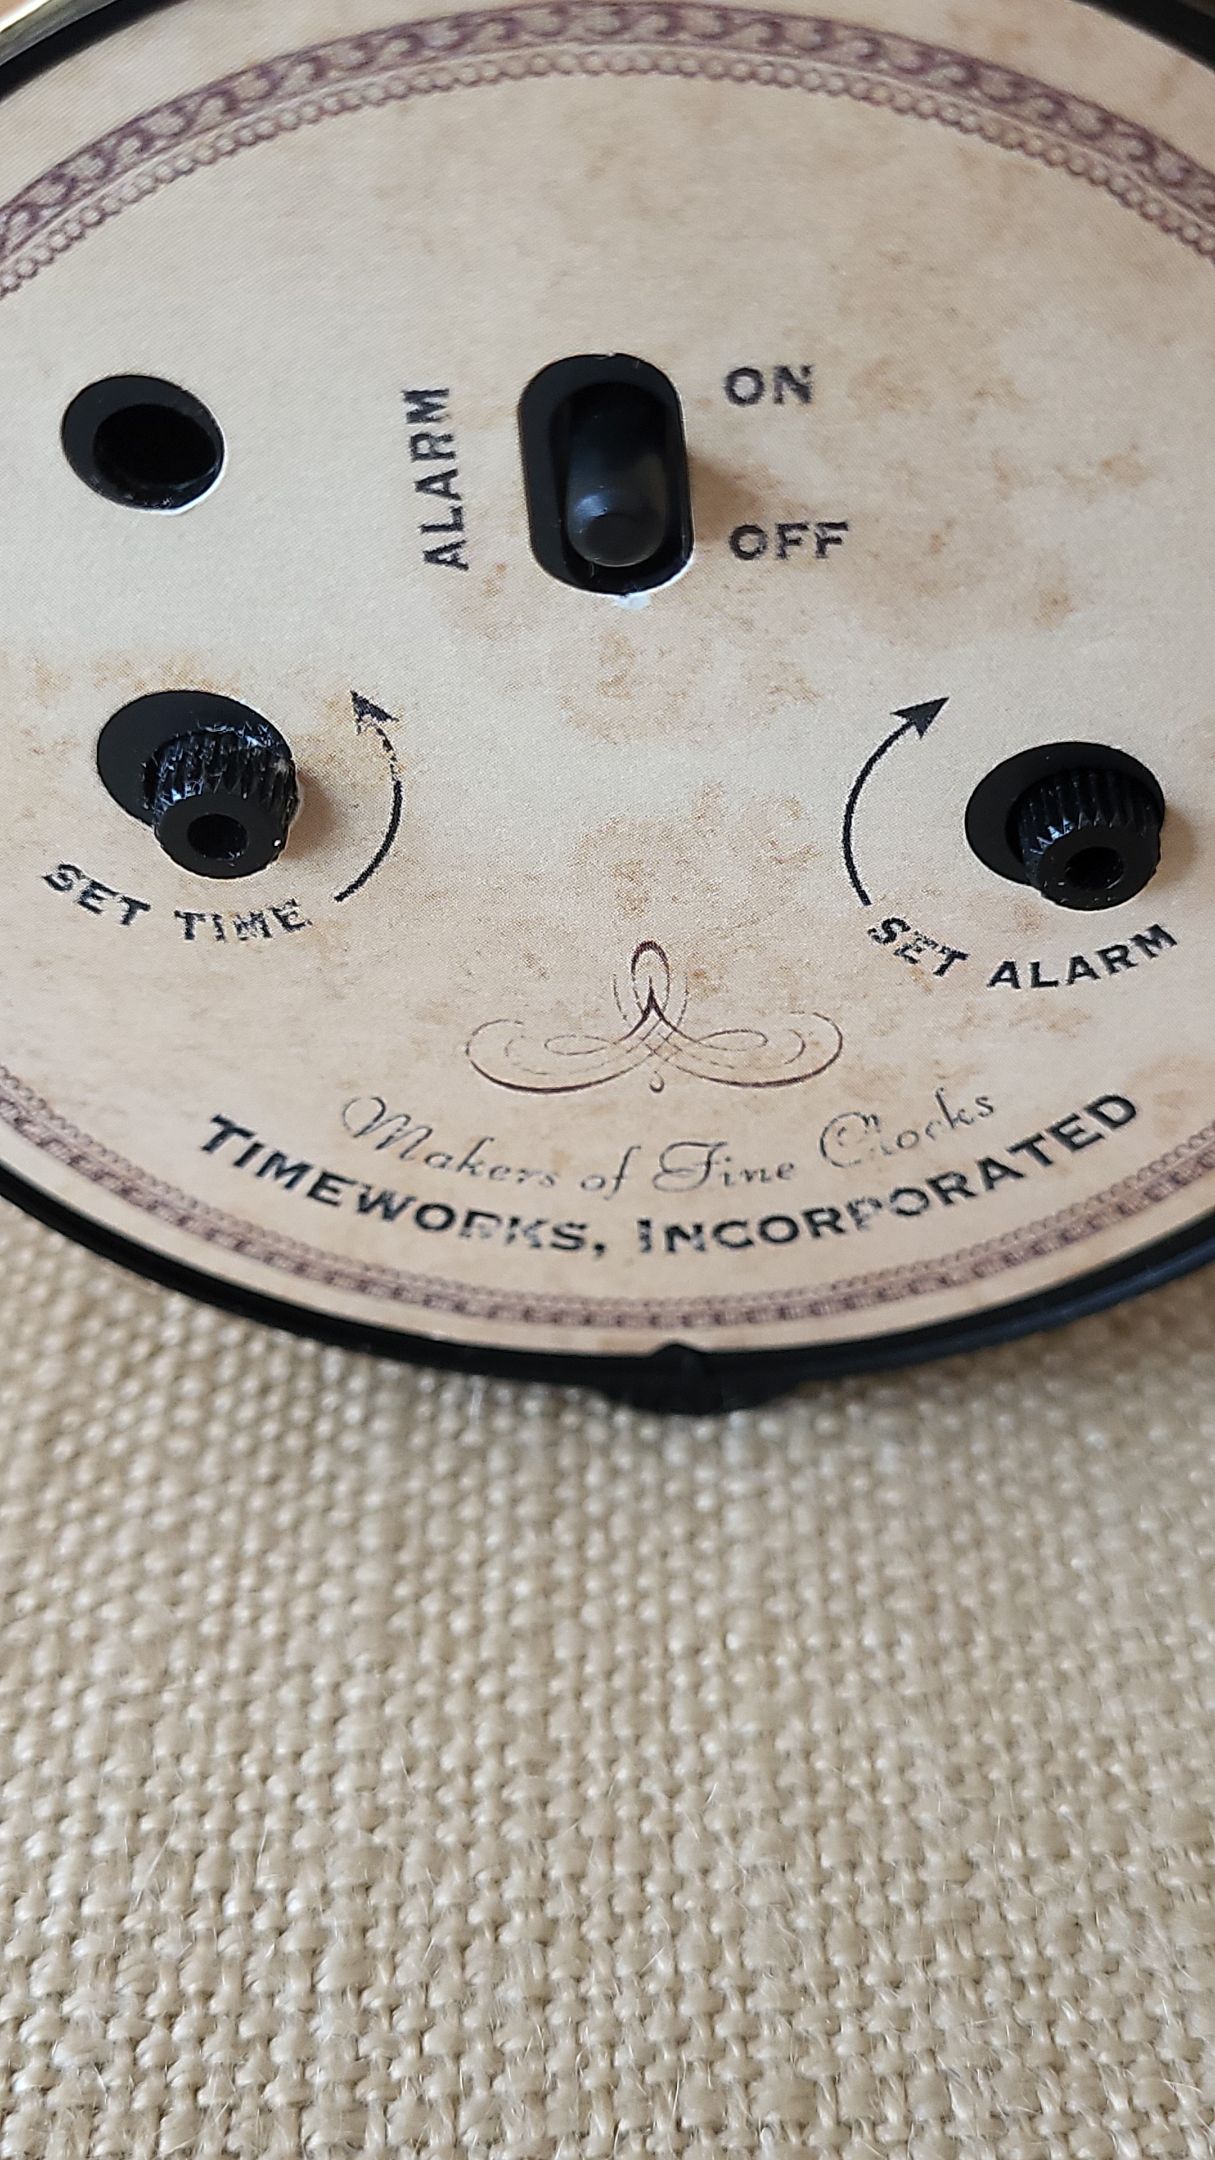 ALARM
ON
OFF
SET TIME
SET ALARM
Makers of Fine Clocks
TIMEWORKS, INCORPORATED